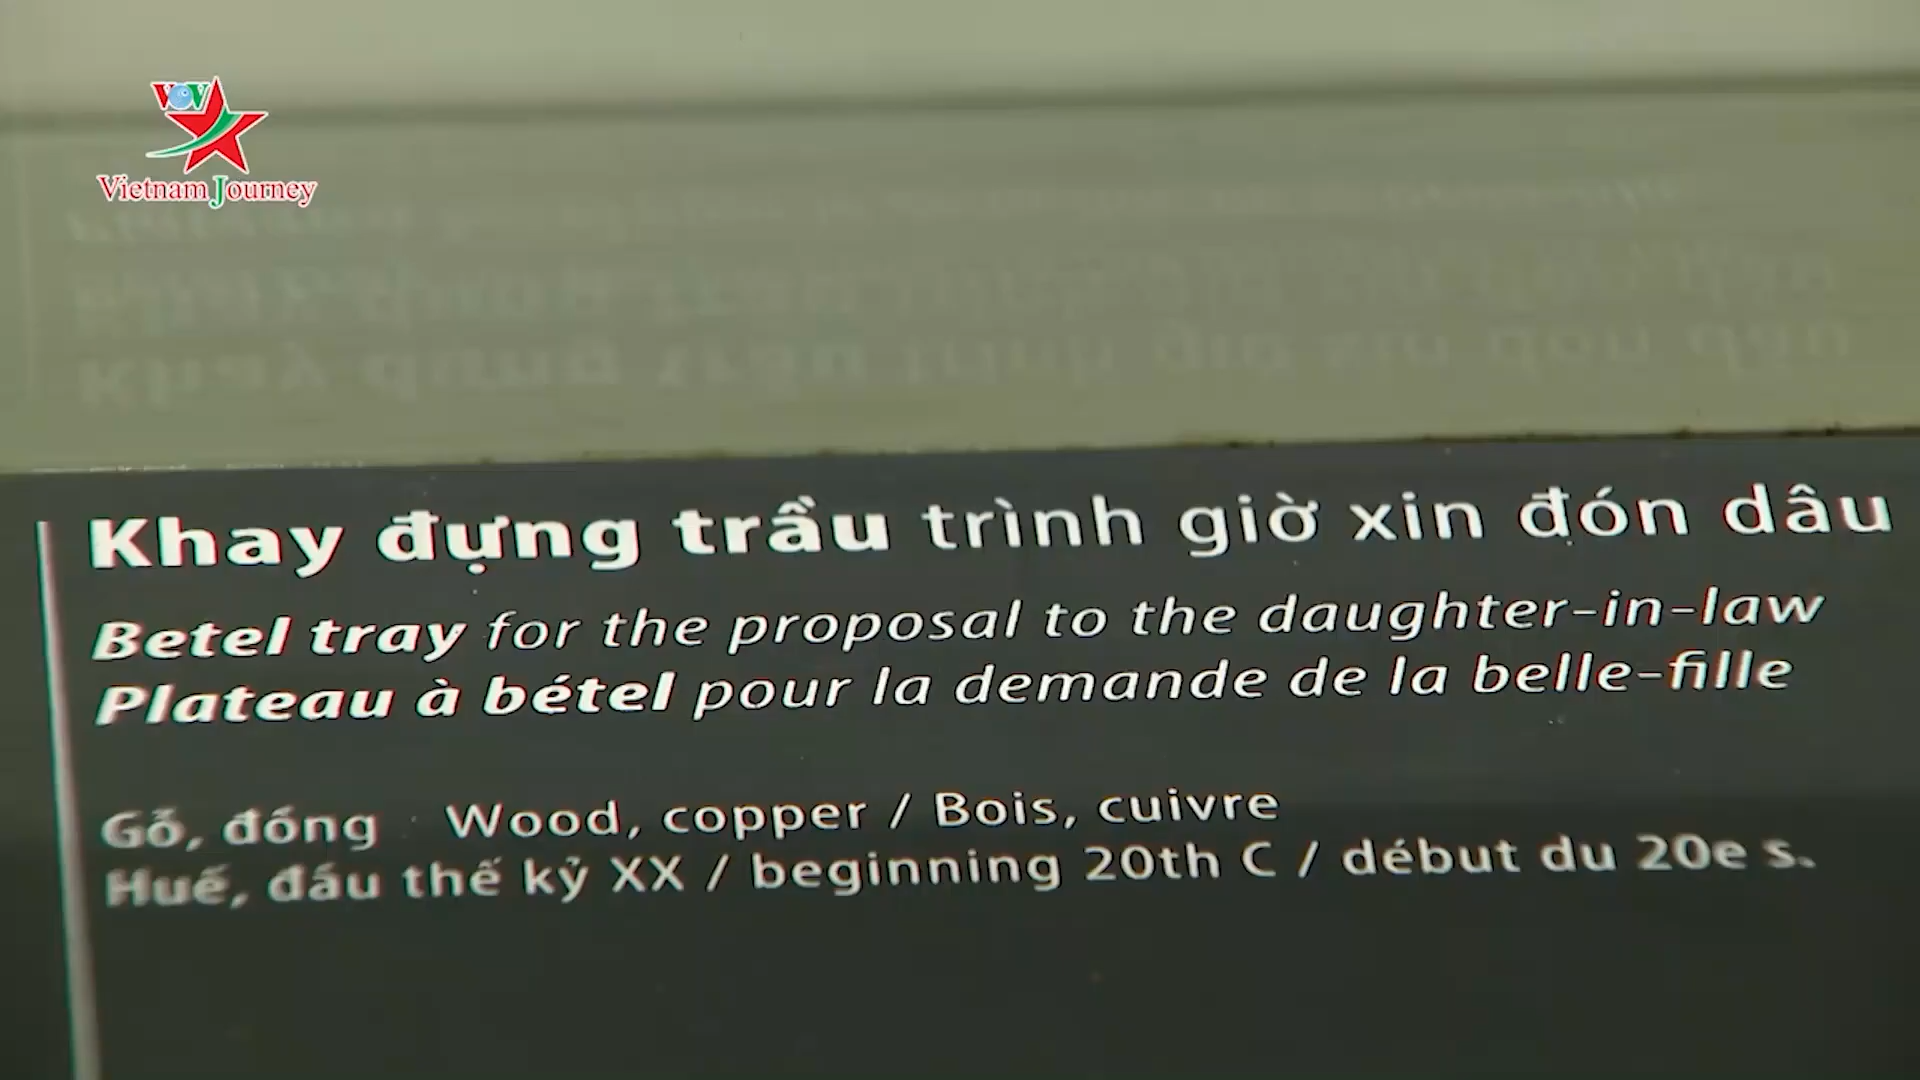 VOV
Vietnam Journey
Khay đựng trầu trình giờ xin đón dâu
Betel tray for the proposal to the daughter-in-law
Plateau à bétel pour la demande de la belle-fille
Gỗ, đồng Wood, copper / Bois, cuivre
Huế, đầu thế kỷ XX / beginning 20th C / début du 20e s.